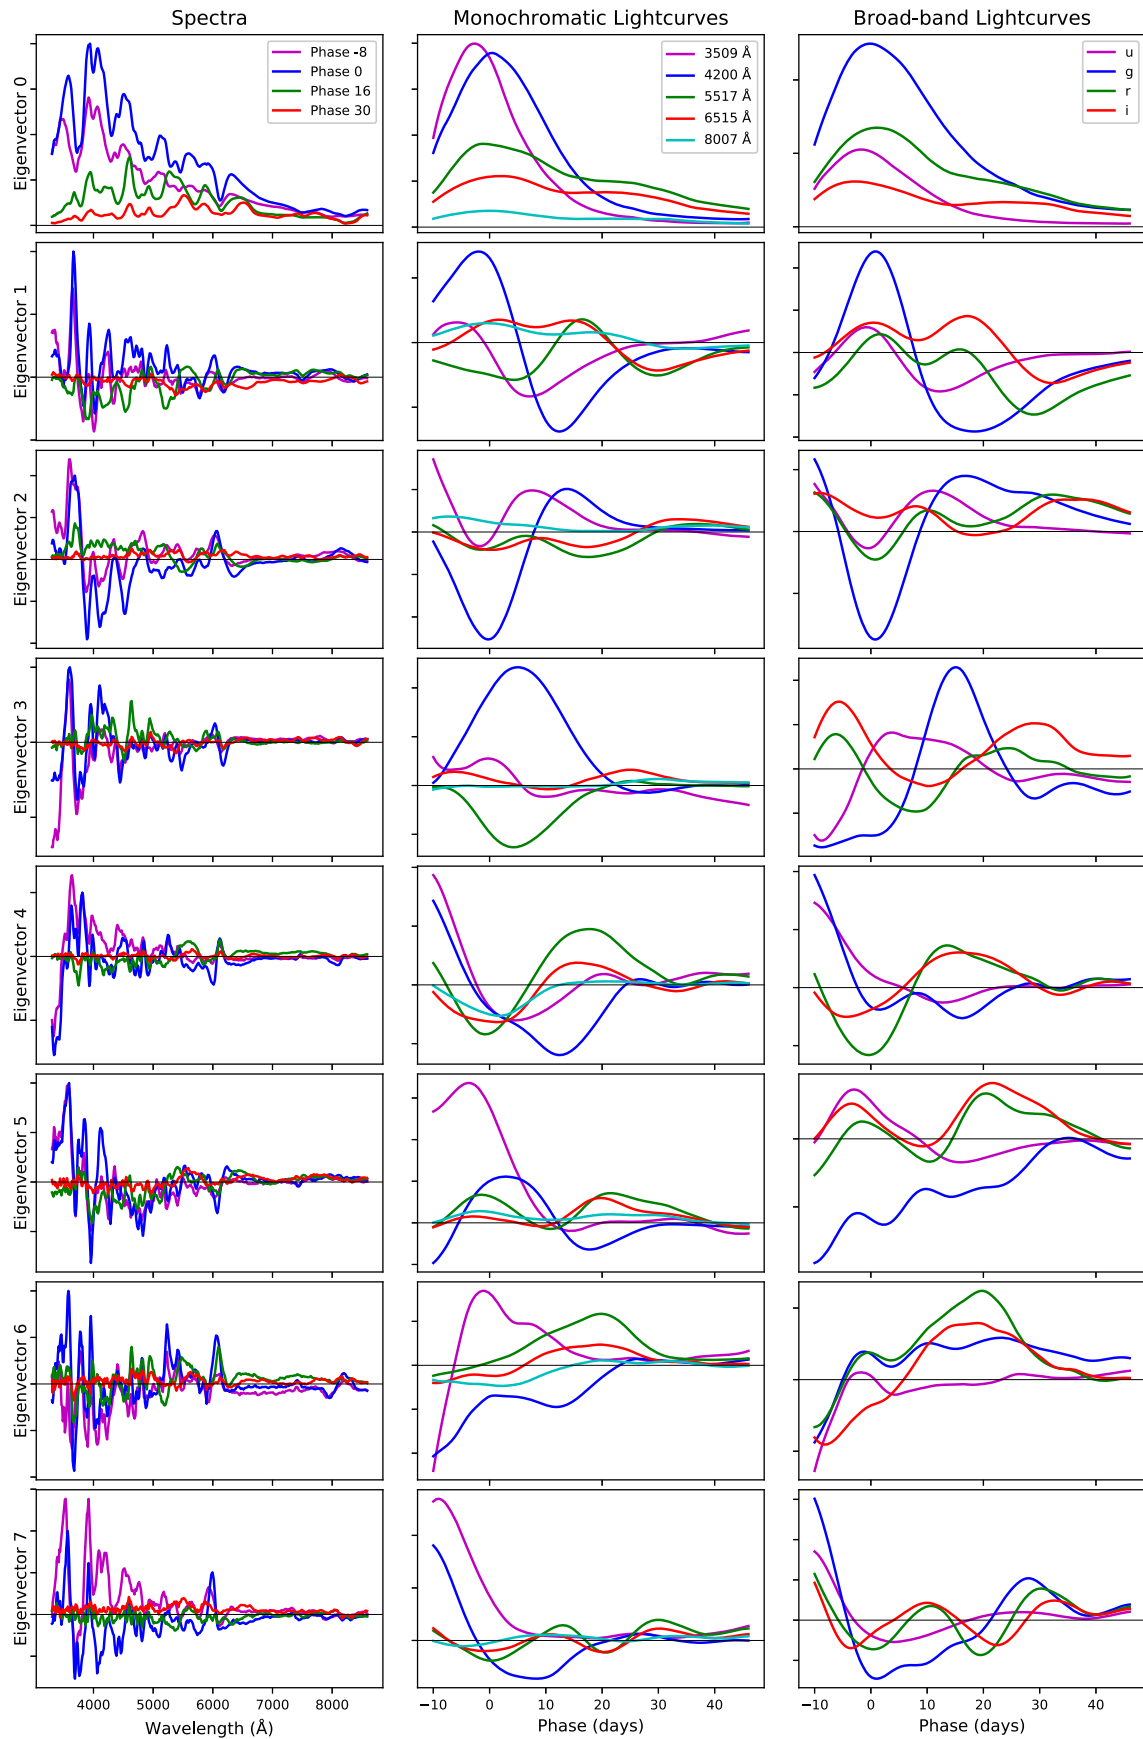 Spectra
Monochromatic Lightcurves
Broad-band Lightcurves
Eigenvector 0
Phase -8
Phase 0
Phase 16
Phase 30
3509 Å
4200 Å
5517 Å
6515 Å
8007 Å
u
g
r
i
Eigenvector 1
Eigenvector 2
Eigenvector 3
Eigenvector 4
Eigenvector 5
Eigenvector 6
Eigenvector 7
4000 5000 6000 7000 8000
−10 0 10 20 30 40
−10 0 10 20 30 40
Wavelength (Å)
Phase (days)
Phase (days)